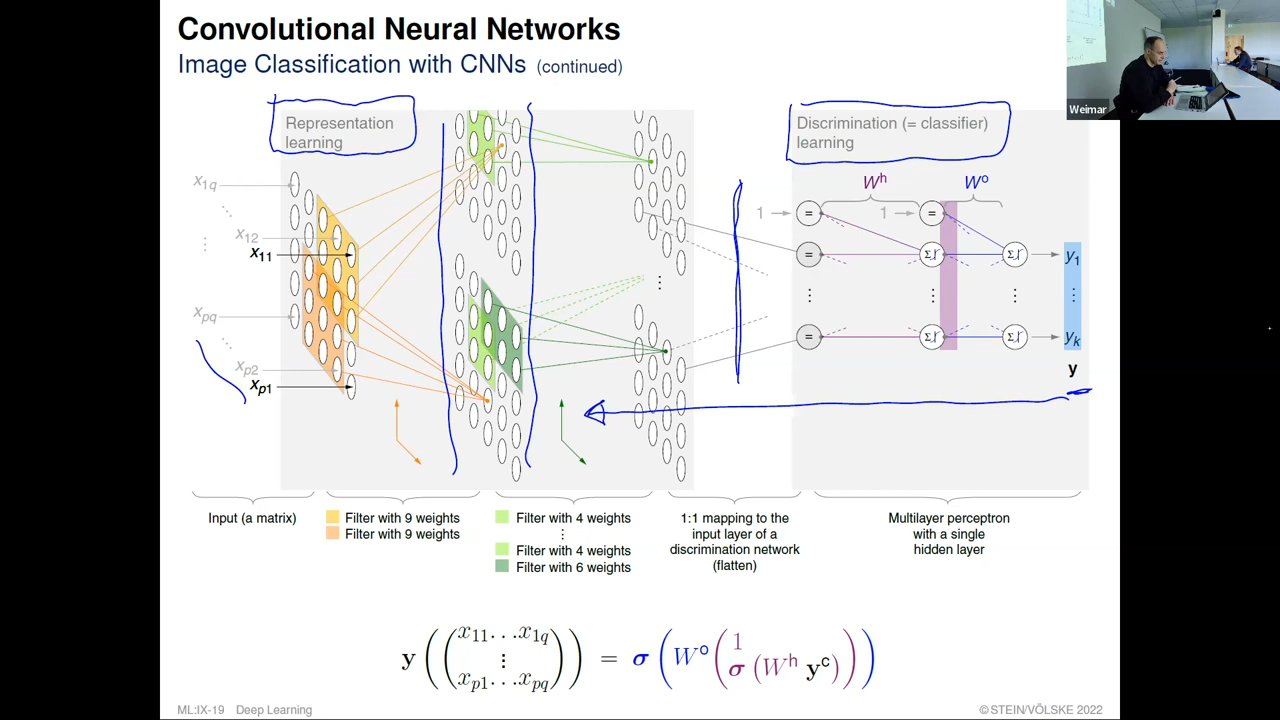 Convolutional Neural Networks
Image Classification with CNNs (continued)
Weimar
Representation
learning
Discrimination (= classifier)
learning
x1q
x12
x11
xpq
xp2
xp1
Wh Wo
1 = 1 =
= Σ Σ y1
= Σ Σ yk
y
Input (a matrix)
Filter with 9 weights
Filter with 9 weights
Filter with 4 weights
Filter with 4 weights
Filter with 6 weights
1:1 mapping to the
input layer of a
discrimination network
(flatten)
Multilayer perceptron
with a single
hidden layer
y((x11...x1q ⋮ xp1...xpq)) = σ(Wo(1 σ(Wh yc)))
ML:IX-19 Deep Learning
©STEIN/VÖLSKE 2022